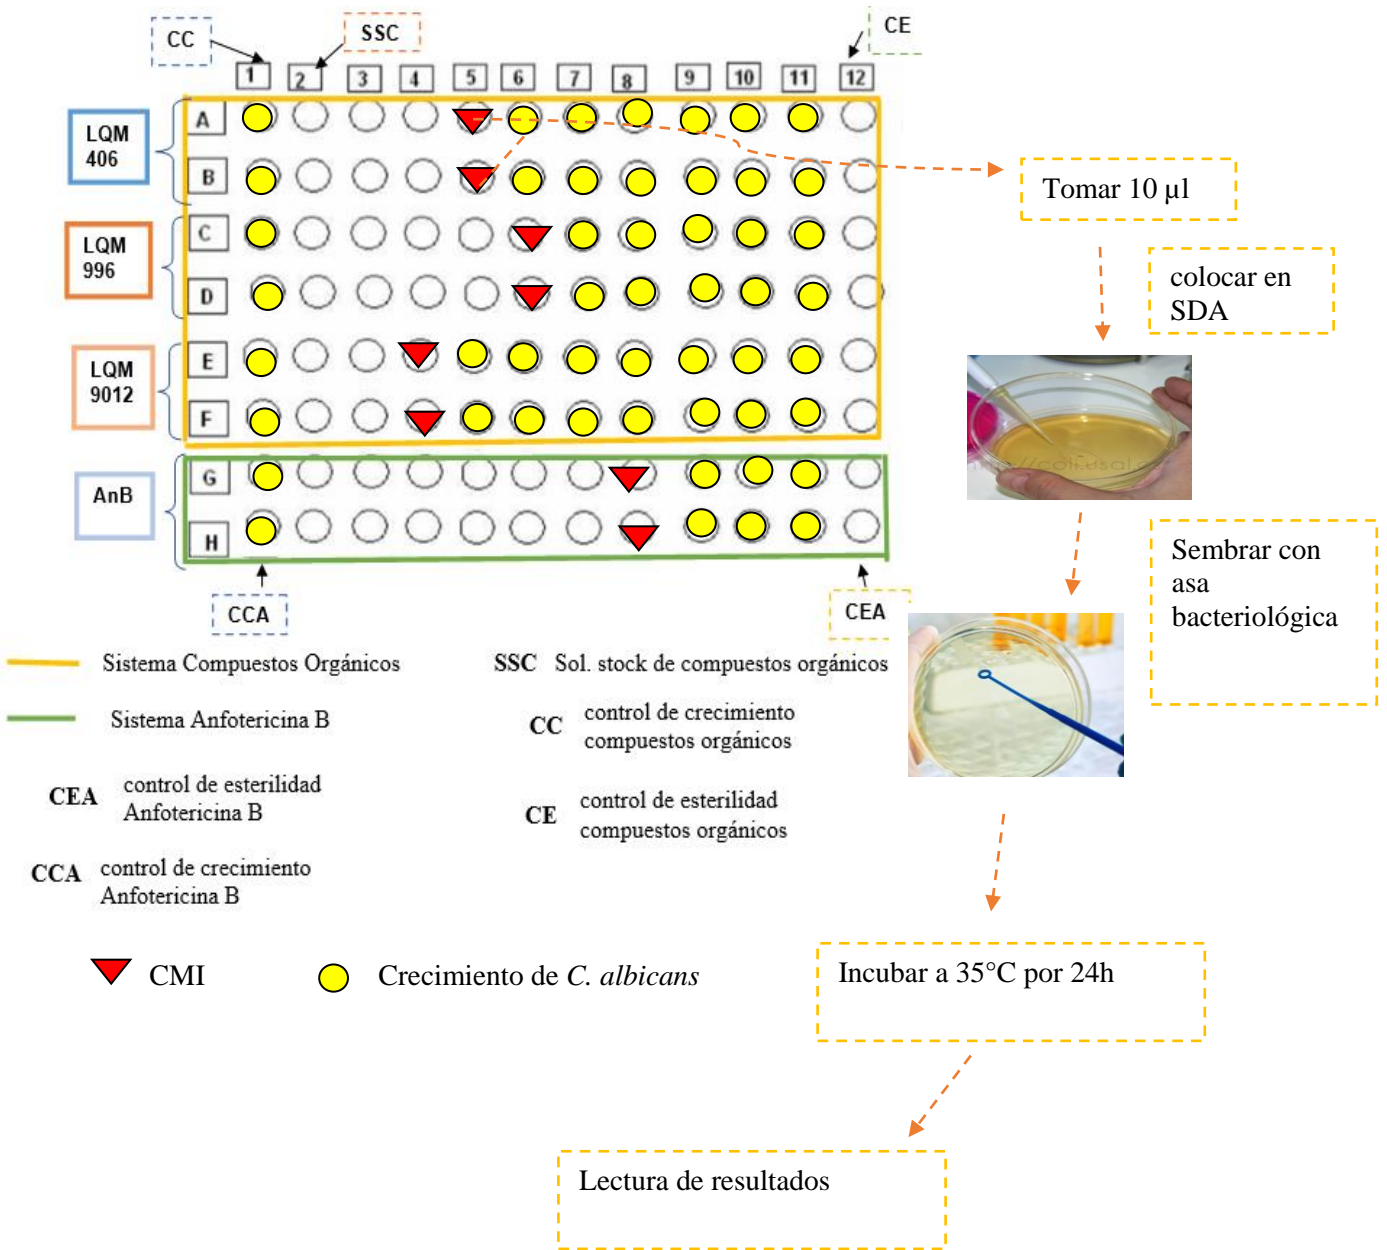 CC
SSC
CE
1 2 3 4 5 6 7 8 9 10 11 12
LQM
406
A
B
LQM
996
C
D
LQM
9012
E
F
AnB
G
H
CCA
CEA
Tomar 10 µl
colocar en
SDA
Sembrar con
asa
bacteriológica
Sistema Compuestos Orgánicos
Sistema Anfotericina B
CEA control de esterilidad
Anfotericina B
CCA control de crecimiento
Anfotericina B
SSC Sol. stock de compuestos orgánicos
CC control de crecimiento
compuestos orgánicos
CE control de esterilidad
compuestos orgánicos
CMI
Crecimiento de C. albicans
Incubar a 35°C por 24h
Lectura de resultados